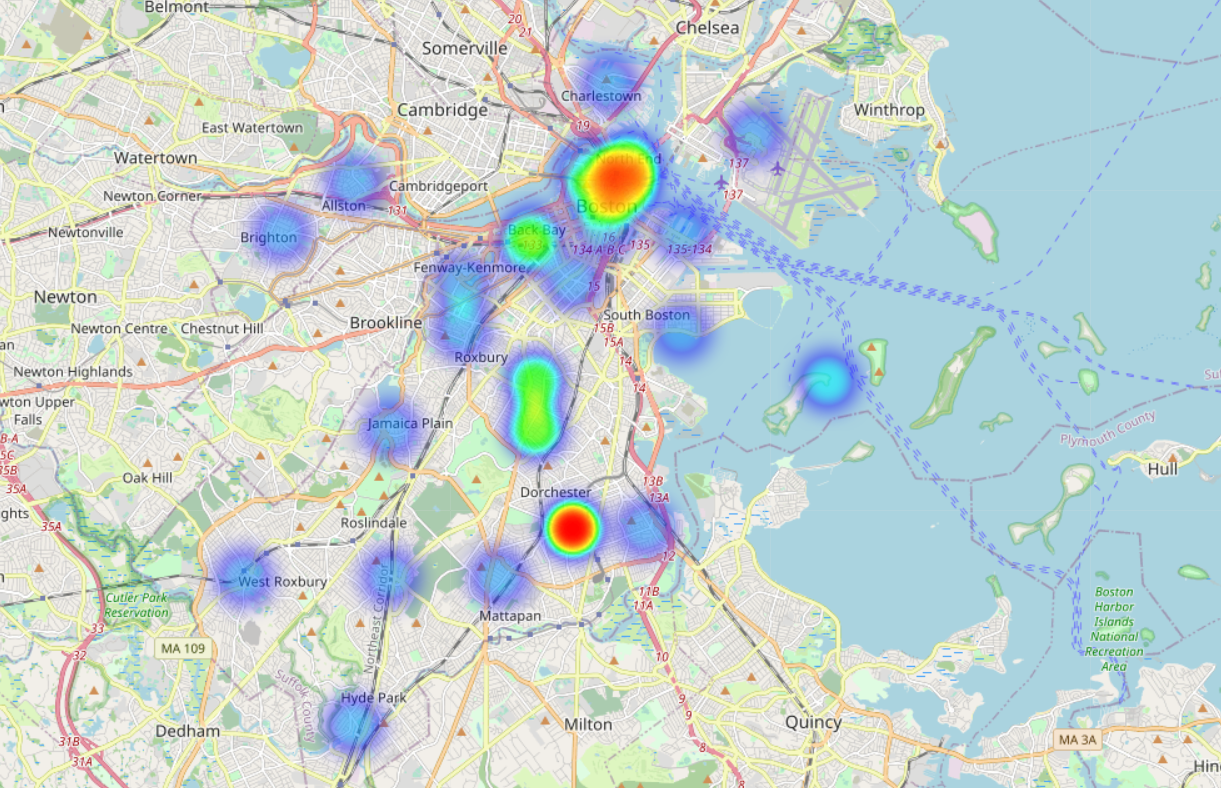 Belmont
20
21
Chelsea
Somerville
Charlestown
Cambridge
Winthrop
19
East Watertown
Watertown
North End
137
Cambridgeport
Newton Corner
137
Allston
131
Boston
Newtonville
Brighton
Back Bay
133
16
134 A B C
135
135-134
Fenway-Kenmore
15
Newton
South Boston
Brookline
Newton Centre
Chestnut Hill
15B
15A
Roxbury
14
Newton Highlands
14
wton Upper
Falls
Jamaica Plain
Plymouth County
B-A
5C
35B
35A
Oak Hill
Hull
13B
13A
Dorchester
ghts
35A
Roslindale
12
West Roxbury
Cutler Park
Reservation
Northeast Corridor
11B
11A
Mattapan
Boston
Harbor
Islands
National
Recreation
Area
33
32
MA 109
10
Suffolk County
Hyde Park
9
9
Dedham
Milton
Quincy
31B
31A
8
8
MA 3A
Hin